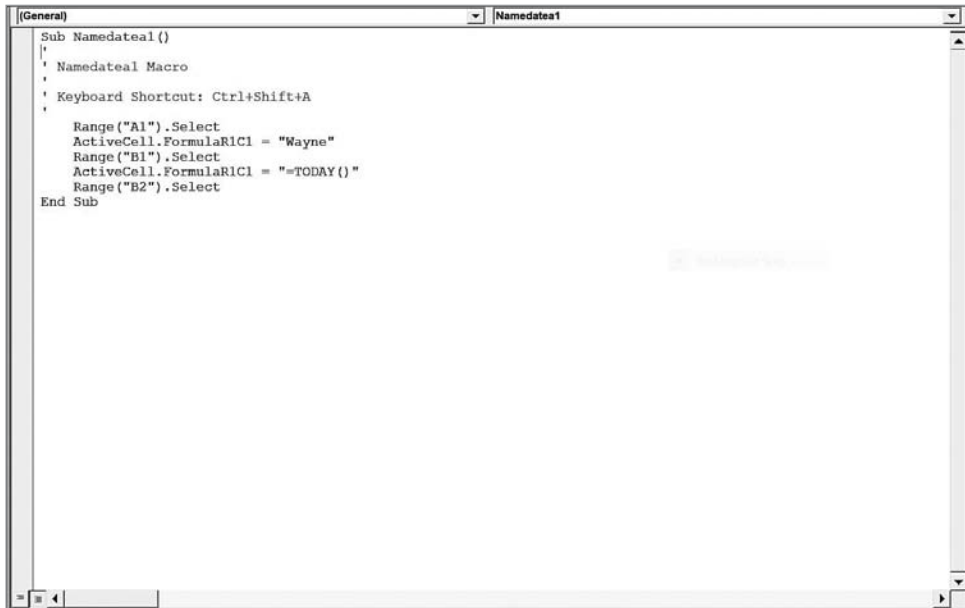 (General) Namedatea1
Sub Namedatea1()
'
' Namedatea1 Macro
'
' Keyboard Shortcut: Ctrl+Shift+A
'
Range("A1").Select
ActiveCell.FormulaR1C1 = "Wayne"
Range("B1").Select
ActiveCell.FormulaR1C1 = "=TODAY()"
Range("B2").Select
End Sub